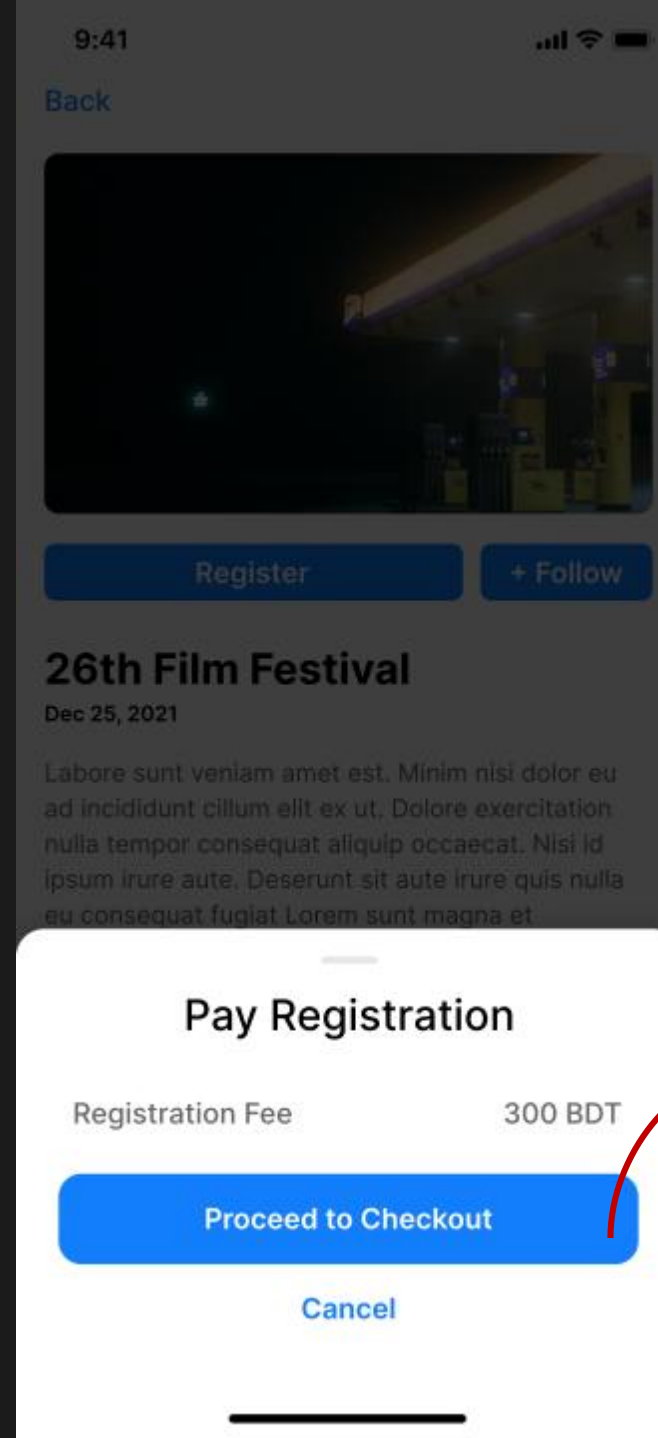 9:41
Back
Register
+ Follow
26th Film Festival
Dec 25, 2021
Labore sunt veniam amet est. Minim nisi dolor eu
ad incididunt cillum elit ex ut. Dolore exercitation
nulla tempor consequat aliquip occaecat. Nisi id
ipsum irure aute. Deserunt sit aute irure quis nulla
eu consequat fugiat Lorem sunt magna et
Pay Registration
Registration Fee 300 BDT
Proceed to Checkout
Cancel